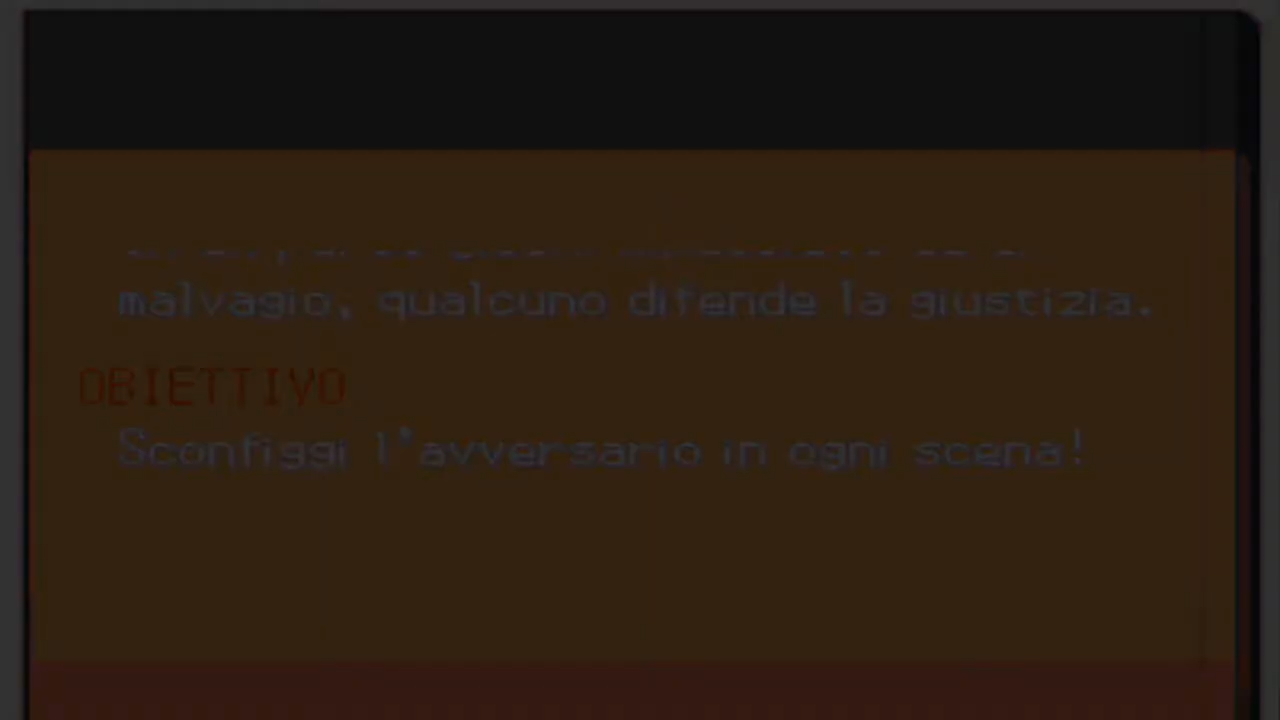 malvagio, qualcuno difende la giustizia.
OBIETTIVO
Sconfiggi l'avversario in ogni scena!